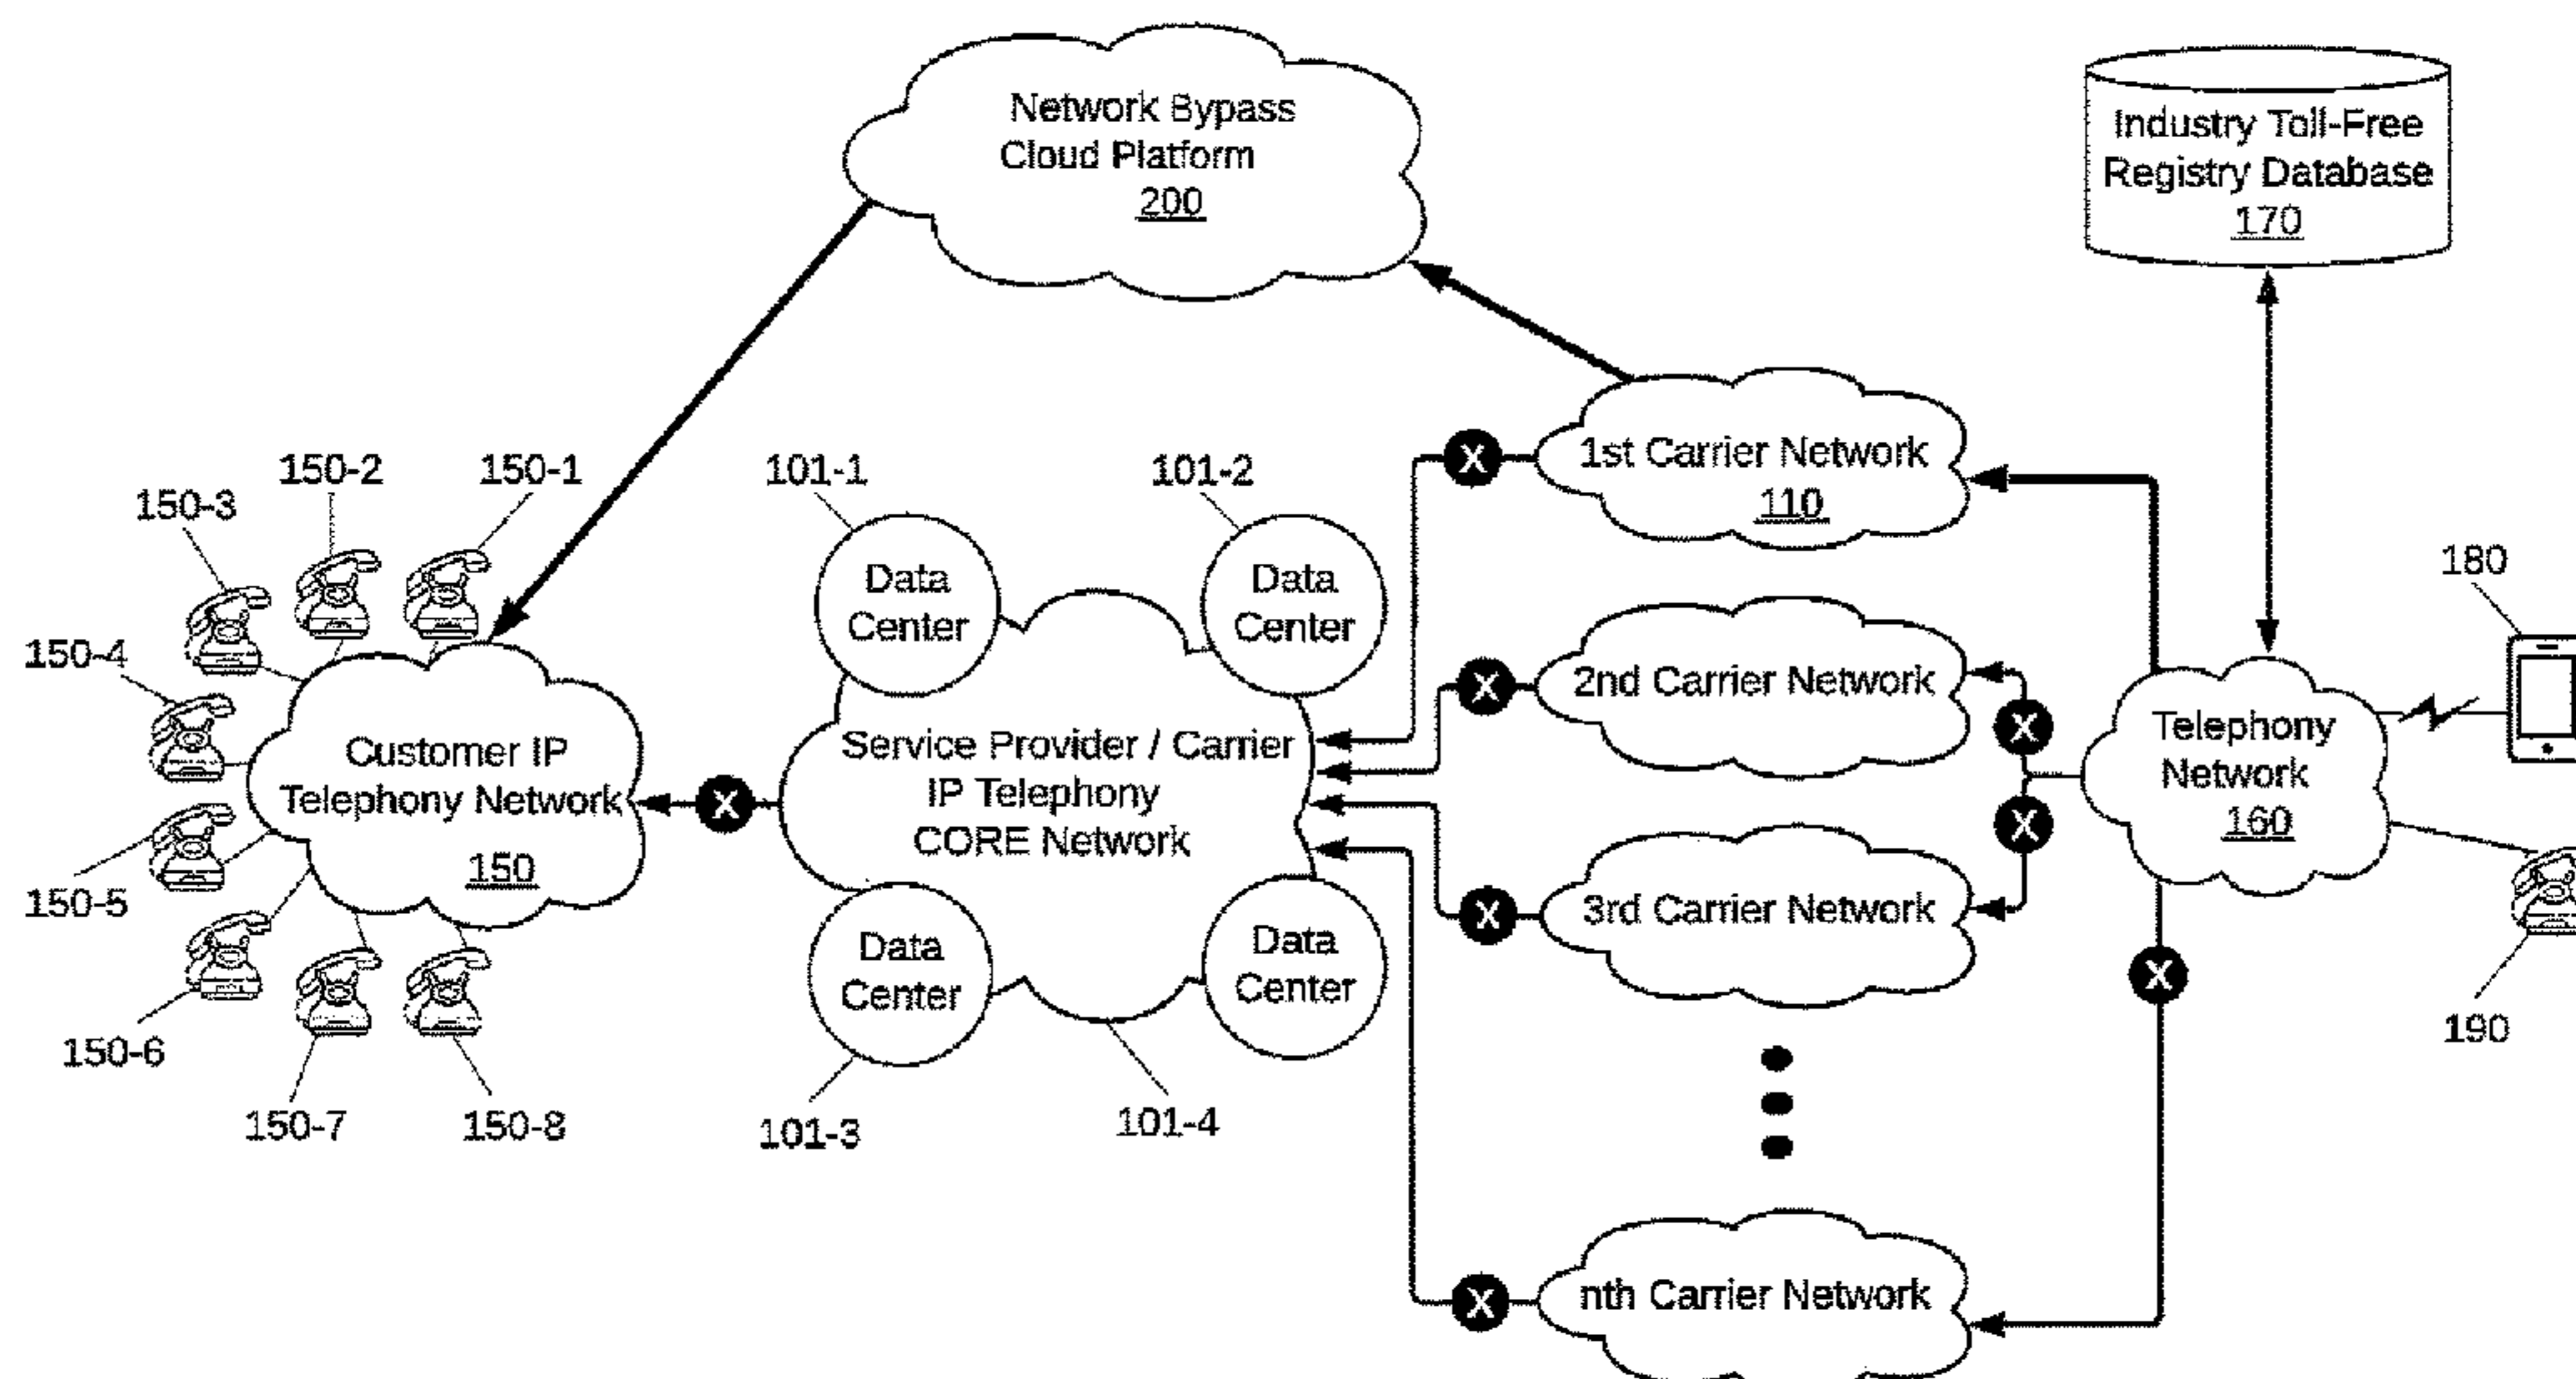 Network Bypass
Cloud Platform
200
Industry Toll-Free
Registry Database
170
1st Carrier Network
110
150-3
150-2
150-1
101-1
101-2
Data
Center
Data
Center
180
150-4
2nd Carrier Network
Customer IP
Telephony Network
150
Service Provider / Carrier
IP Telephony
CORE Network
Telephony
Network
160
X
X
X
X
X
X
X
X
3rd Carrier Network
150-5
Data
Center
Data
Center
150-6
190
150-7
150-8
101-3
101-4
nth Carrier Network